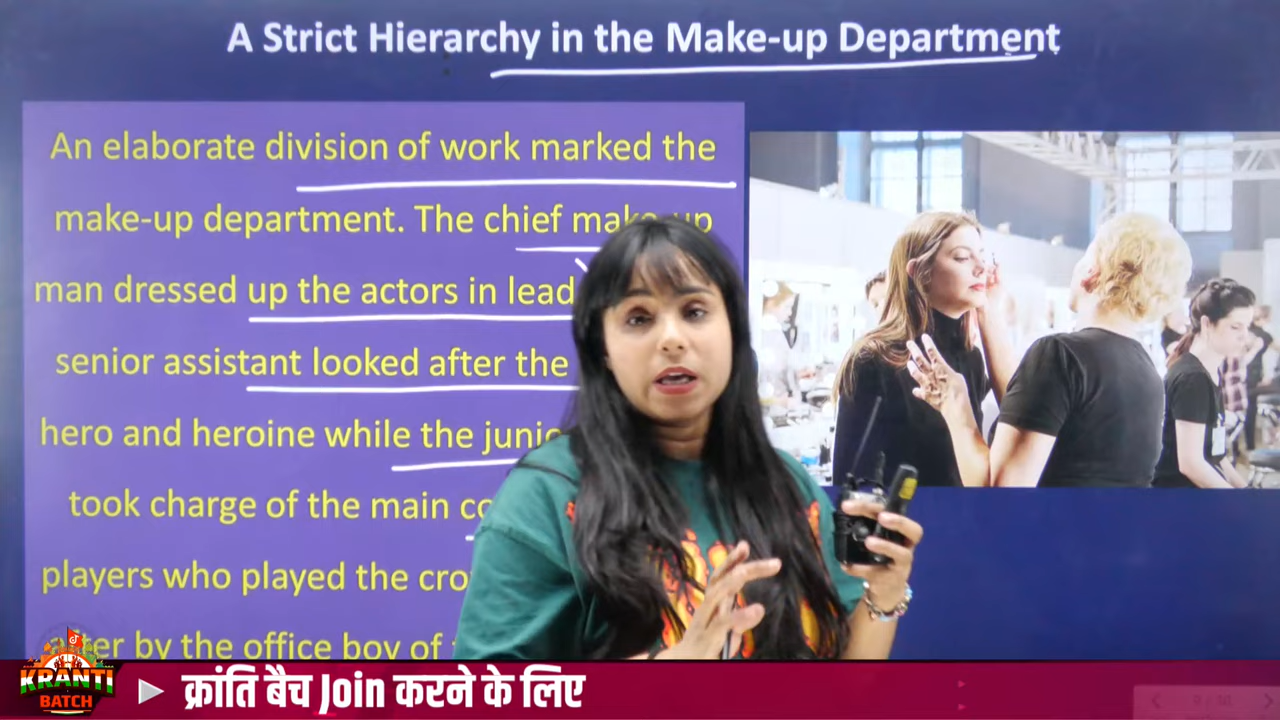 A Strict Hierarchy in the Make-up Department
An elaborate division of work marked the
make-up department. The chief make-up
man dressed up the actors in lead
senior assistant looked after the
hero and heroine while the
took charge of the main
players who played the
by the office boy of
KRANTI
BATCH
क्रांति बैच Join करने के लिए